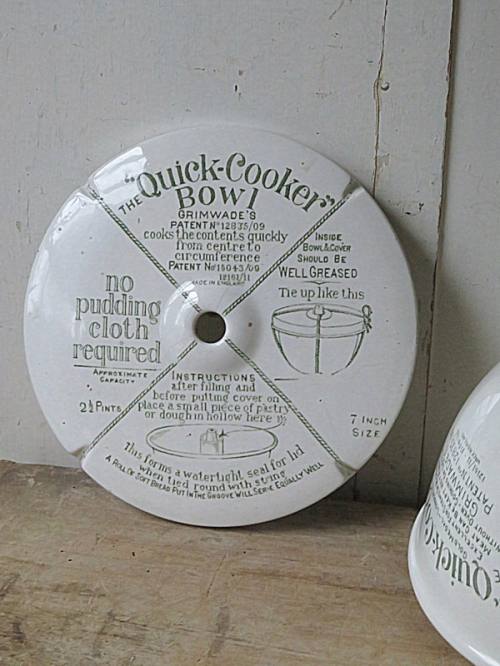 THE "Quick-Cooker"
BOWL
GRIMWADE'S
PATENT No 12835/09
cooks the contents quickly
from centre to
circumference
PATENT No 15043/09
12162/11
MADE IN ENGLAND
INSIDE
BOWL & COVER
SHOULD BE
WELL GREASED
Tie up like this
no
pudding
cloth
required
APPROXIMATE
CAPACITY
2½ PINTS
INSTRUCTIONS
after filling and
before putting cover on
place a small piece of pastry
or dough in hollow here
7 INCH
SIZE
This forms a watertight seal for lid
when tied round with string
A ROLL OF SOFT BREAD PUT IN THE GROOVE WILL SERVE EQUALLY WELL
"Quick-